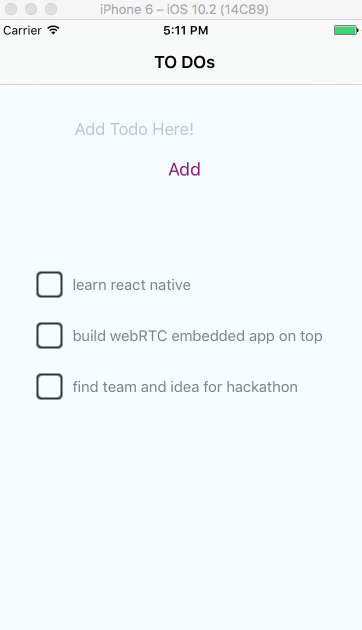 iPhone 6 – iOS 10.2 (14C89)
Carrier 5:11 PM
TO DOs
Add Todo Here!
Add
learn react native
build webRTC embedded app on top
find team and idea for hackathon